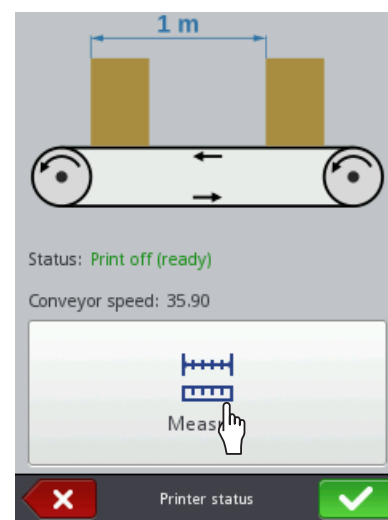 1 m
Status: Print off (ready)
Conveyor speed: 35.90
Printer status